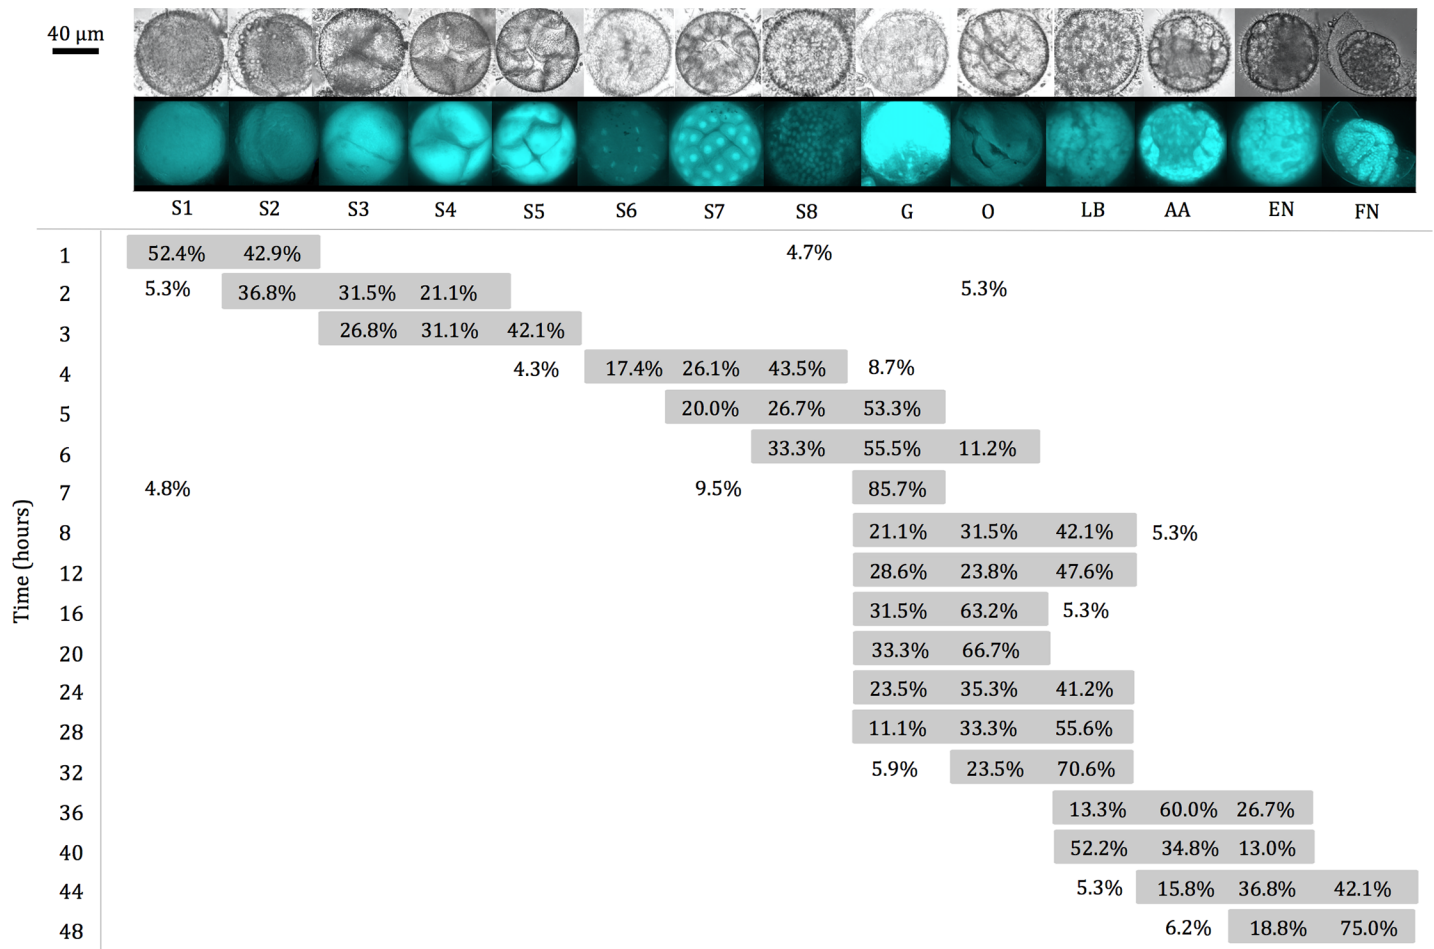 40 μm
S1 S2 S3 S4 S5 S6 S7 S8 G O LB AA EN FN
Time (hours)
1 52.4% 42.9% 4.7%
2 5.3% 36.8% 31.5% 21.1% 5.3%
3 26.8% 31.1% 42.1%
4 4.3% 17.4% 26.1% 43.5% 8.7%
5 20.0% 26.7% 53.3%
6 33.3% 55.5% 11.2%
7 4.8% 9.5% 85.7%
8 21.1% 31.5% 42.1% 5.3%
12 28.6% 23.8% 47.6%
16 31.5% 63.2% 5.3%
20 33.3% 66.7%
24 23.5% 35.3% 41.2%
28 11.1% 33.3% 55.6%
32 5.9% 23.5% 70.6%
36 13.3% 60.0% 26.7%
40 52.2% 34.8% 13.0%
44 5.3% 15.8% 36.8% 42.1%
48 6.2% 18.8% 75.0%